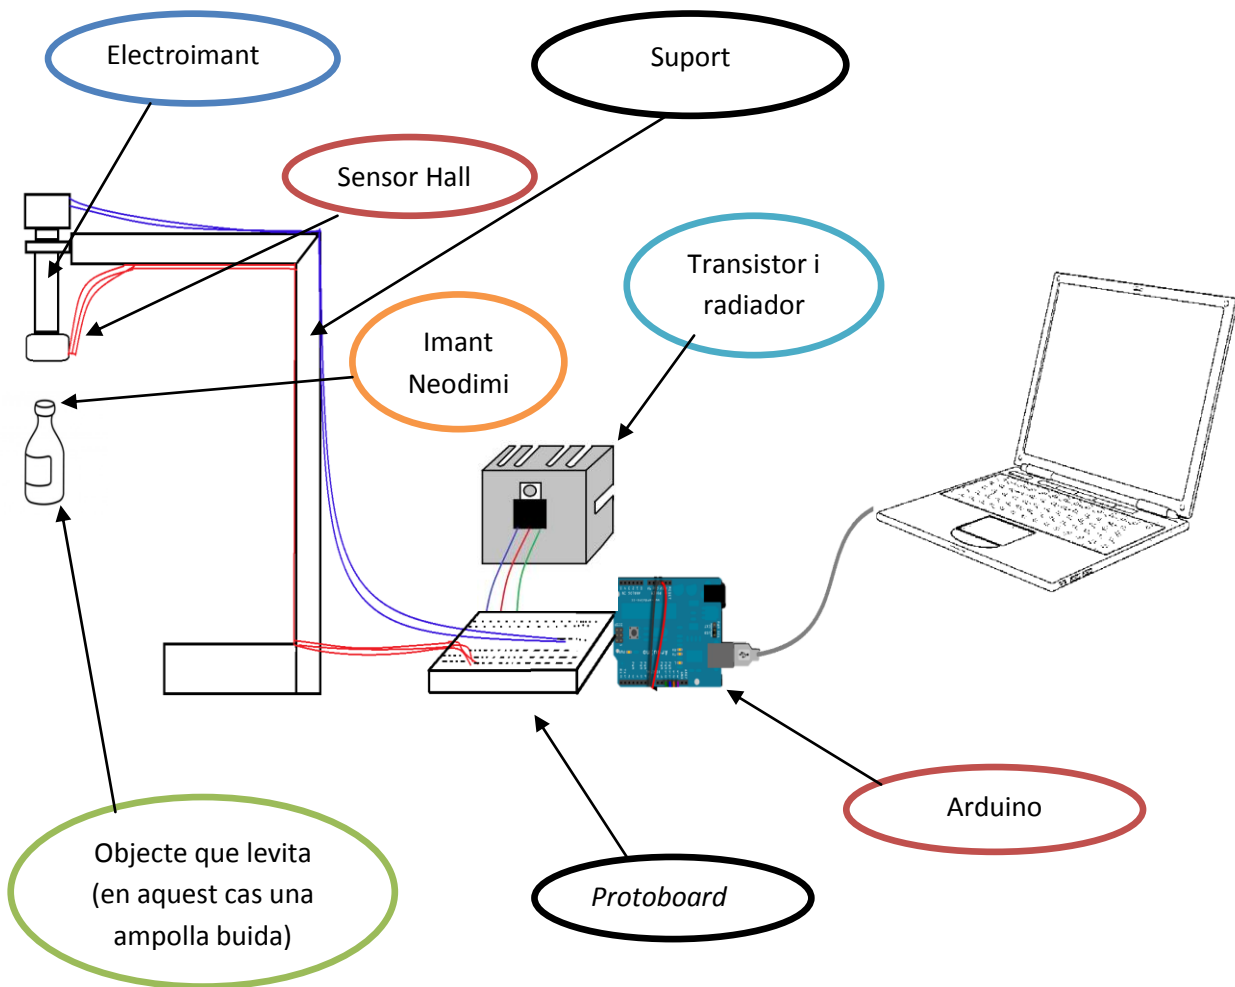 Electroimant
Suport
Sensor Hall
Transistor i
radiador
Imant
Neodimi
Arduino
Objecte que levita
(en aquest cas una
ampolla buida)
Protoboard